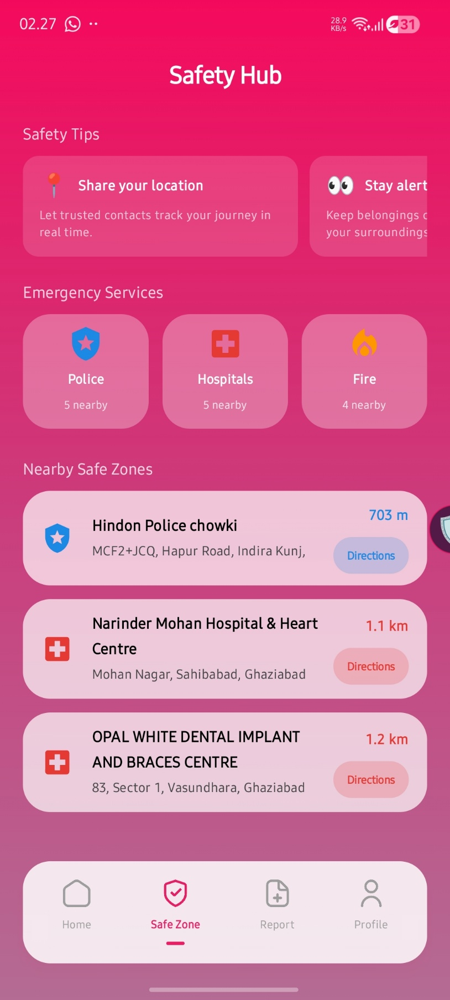 02.27
28.9
KB/s
31
Safety Hub
Safety Tips
Share your location
Let trusted contacts track your journey in
real time.
Stay alert
Keep belongings
your surroundings
Emergency Services
Police
5 nearby
Hospitals
5 nearby
Fire
4 nearby
Nearby Safe Zones
Hindon Police chowki
MCF2+JCQ, Hapur Road, Indira Kunj,
703 m
Directions
Narinder Mohan Hospital & Heart
Centre
Mohan Nagar, Sahibabad, Ghaziabad
1.1 km
Directions
OPAL WHITE DENTAL IMPLANT
AND BRACES CENTRE
83, Sector 1, Vasundhara, Ghaziabad
1.2 km
Directions
Home
Safe Zone
Report
Profile